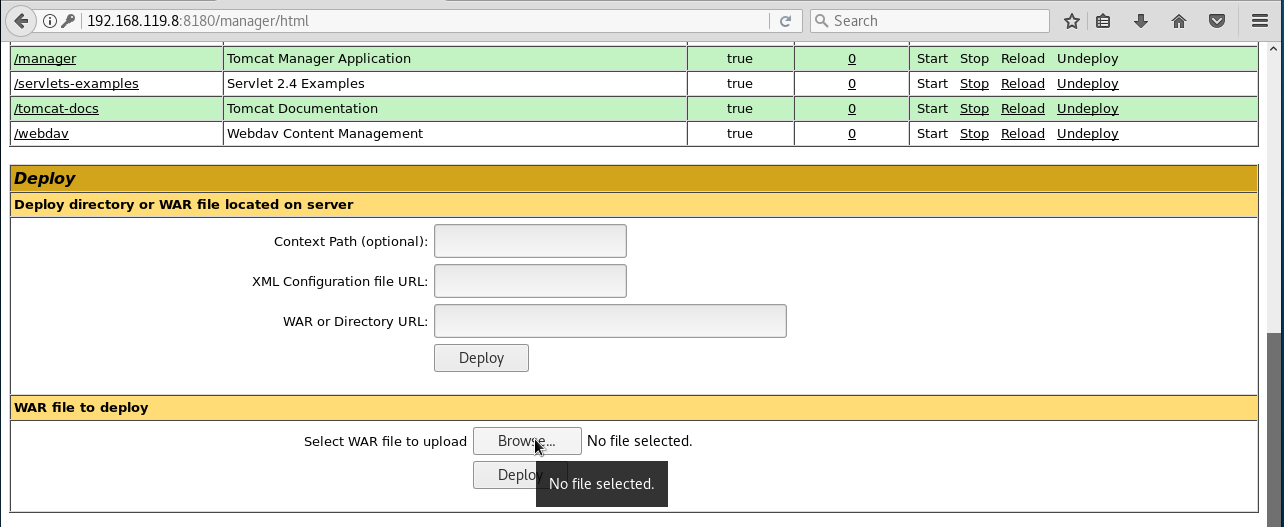 192.168.119.8:8180/manager/html Search
/manager Tomcat Manager Application true 0 Start Stop Reload Undeploy
/servlets-examples Servlet 2.4 Examples true 0 Start Stop Reload Undeploy
/tomcat-docs Tomcat Documentation true 0 Start Stop Reload Undeploy
/webdav Webdav Content Management true 0 Start Stop Reload Undeploy
Deploy
Deploy directory or WAR file located on server
Context Path (optional):
XML Configuration file URL:
WAR or Directory URL:
Deploy
WAR file to deploy
Select WAR file to upload Browse... No file selected.
Deploy
No file selected.